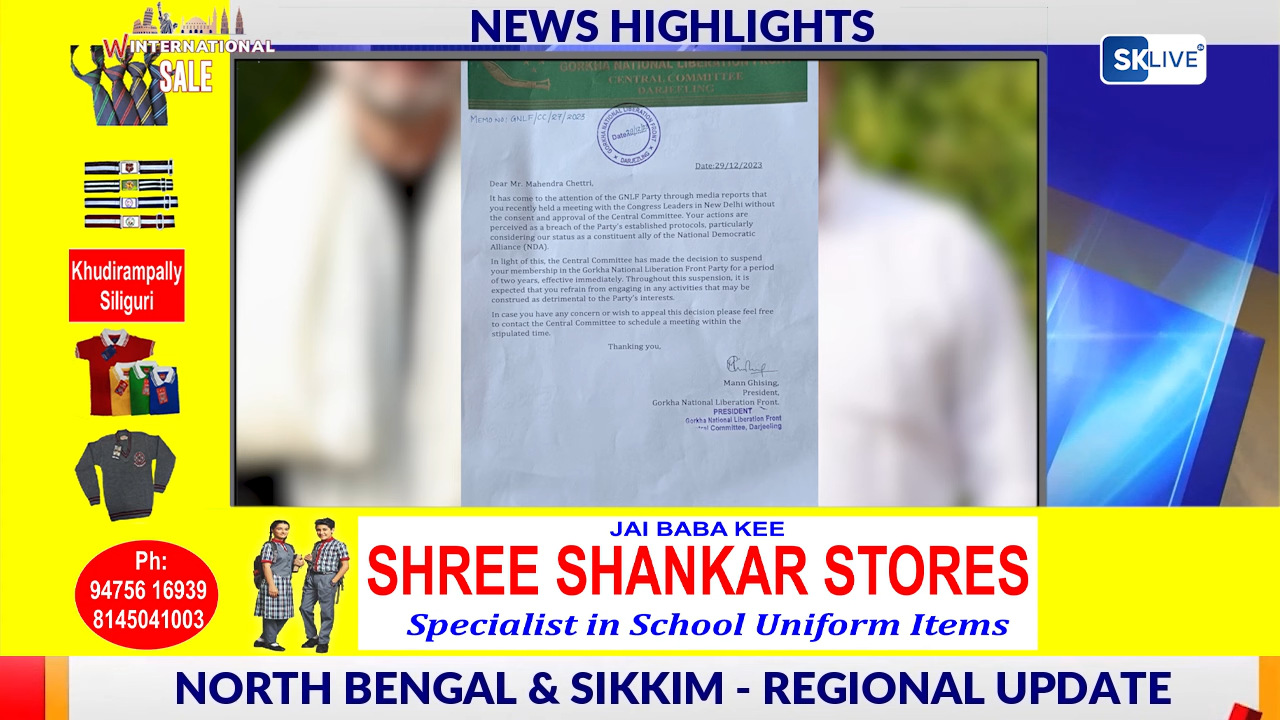 NEWS HIGHLIGHTS
WINTERNATIONAL
SALE
SKLIVE
24
GORKHA NATIONAL LIBERATION FRONT
CENTRAL COMMITTEE
DARJEELING
MEMO NO: GNLF/CC/27/2023
GORKHA NATIONAL LIBERATION FRONT
Date
DARJEELING
Date:29/12/2023
Dear Mr. Mahendra Chettri,
It has come to the attention of the GNLF Party through media reports that
you recently held a meeting with the Congress Leaders in New Delhi without
the consent and approval of the Central Committee. Your actions are
perceived as a breach of the Party's established protocols, particularly
considering our status as a constituent ally of the National Democratic
Alliance (NDA).
In light of this, the Central Committee has made the decision to suspend
your membership in the Gorkha National Liberation Front Party for a period
of two years, effective immediately. Throughout this suspension, it is
expected that you refrain from engaging in any activities that may be
construed as detrimental to the Party's interests.
In case you have any concern or wish to appeal this decision please feel free
to contact the Central Committee to schedule a meeting within the
stipulated time.
Thanking you,
Mann Ghising,
President,
Gorkha National Liberation Front.
PRESIDENT
Gorkha National Liberation Front
Committee, Darjeeling
Khudirampally
Siliguri
Ph:
94756 16939
8145041003
JAI BABA KEE
SHREE SHANKAR STORES
Specialist in School Uniform Items
NORTH BENGAL & SIKKIM - REGIONAL UPDATE